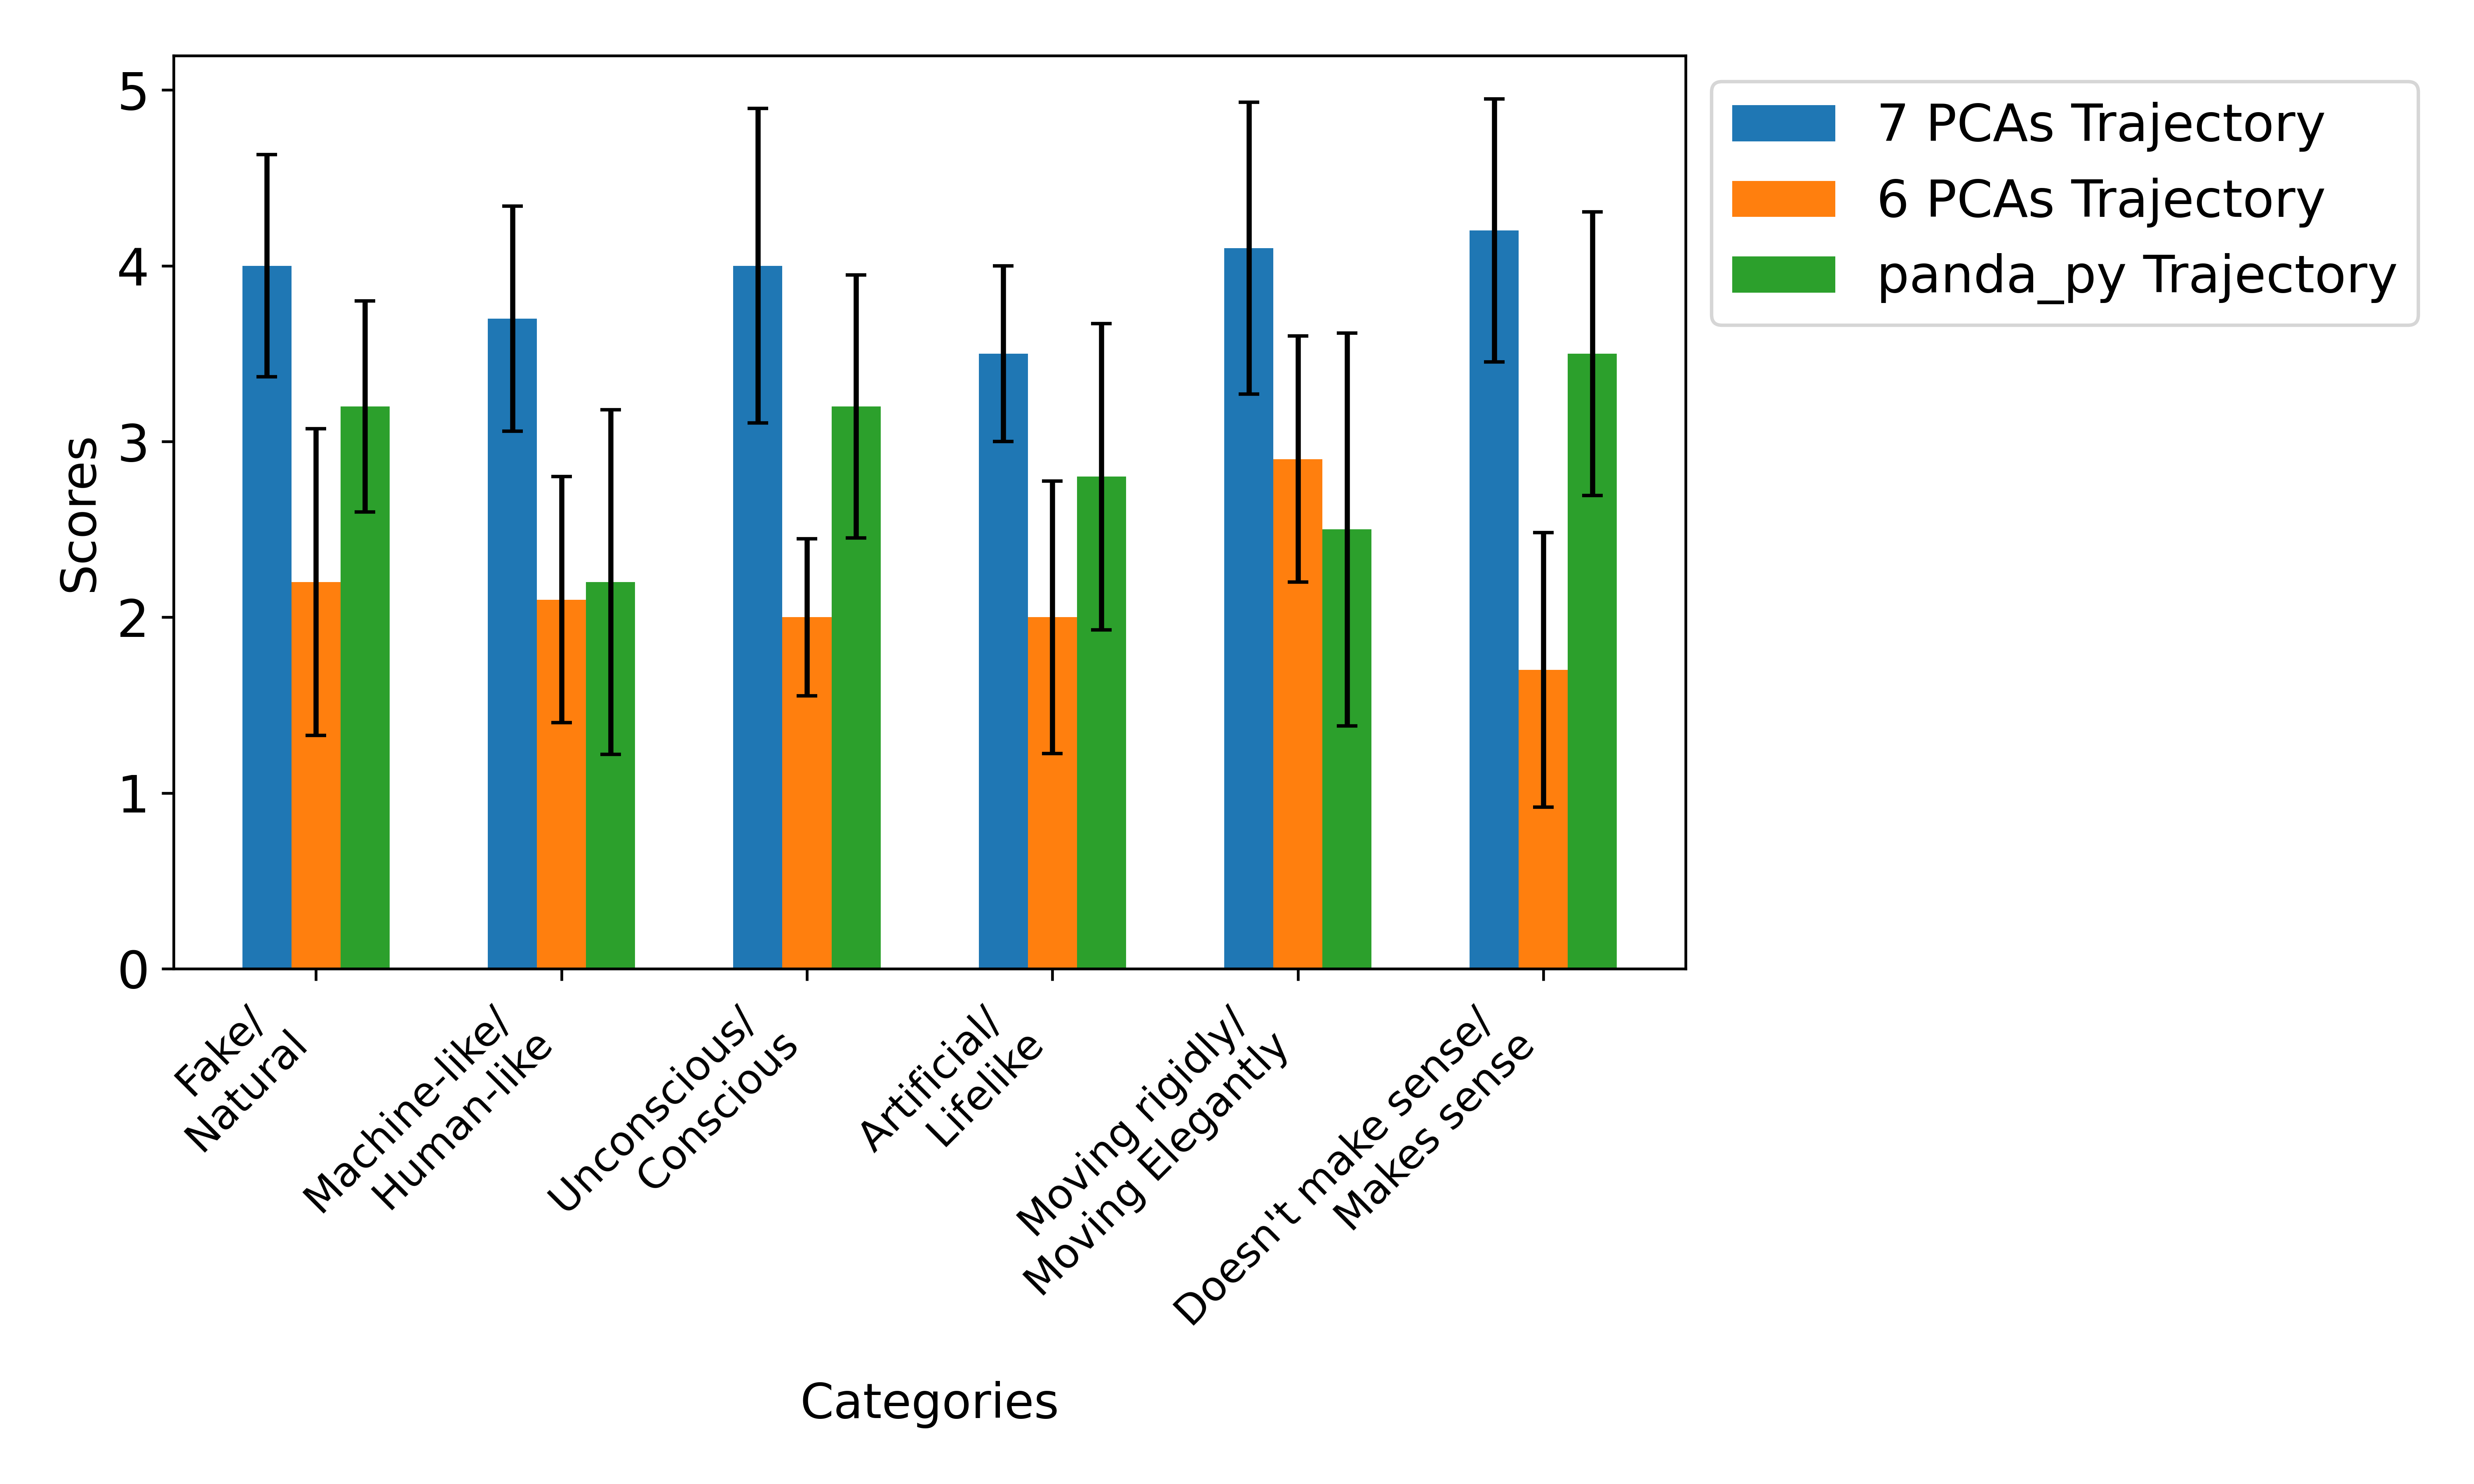 7 PCAs Trajectory
6 PCAs Trajectory
panda_py Trajectory
Scores
5
4
3
2
1
0
Fake/
Natural
Machine-like/
Human-like
Unconscious/
Conscious
Artificial/
Lifelike
Moving rigidly/
Moving Elegantly
Doesn't make sense/
Makes sense
Categories